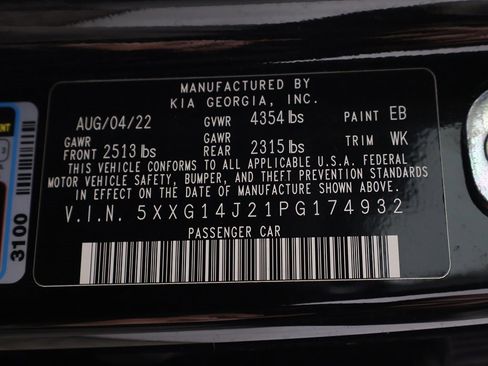 MANUFACTURED BY
KIA GEORGIA, INC.
AUG/04/22 GVWR 4354 lbs PAINT EB
GAWR FRONT 2513 lbs GAWR REAR 2315 lbs TRIM WK
THIS VEHICLE CONFORMS TO ALL APPLICABLE U.S.A. FEDERAL
MOTOR VEHICLE SAFETY, BUMPER, AND THEFT PREVENTION STANDARDS
IN EFFECT ON THE DATE OF MANUFACTURE SHOWN ABOVE.
V.I.N. 5XXG14J21PG174932
PASSENGER CAR
3100